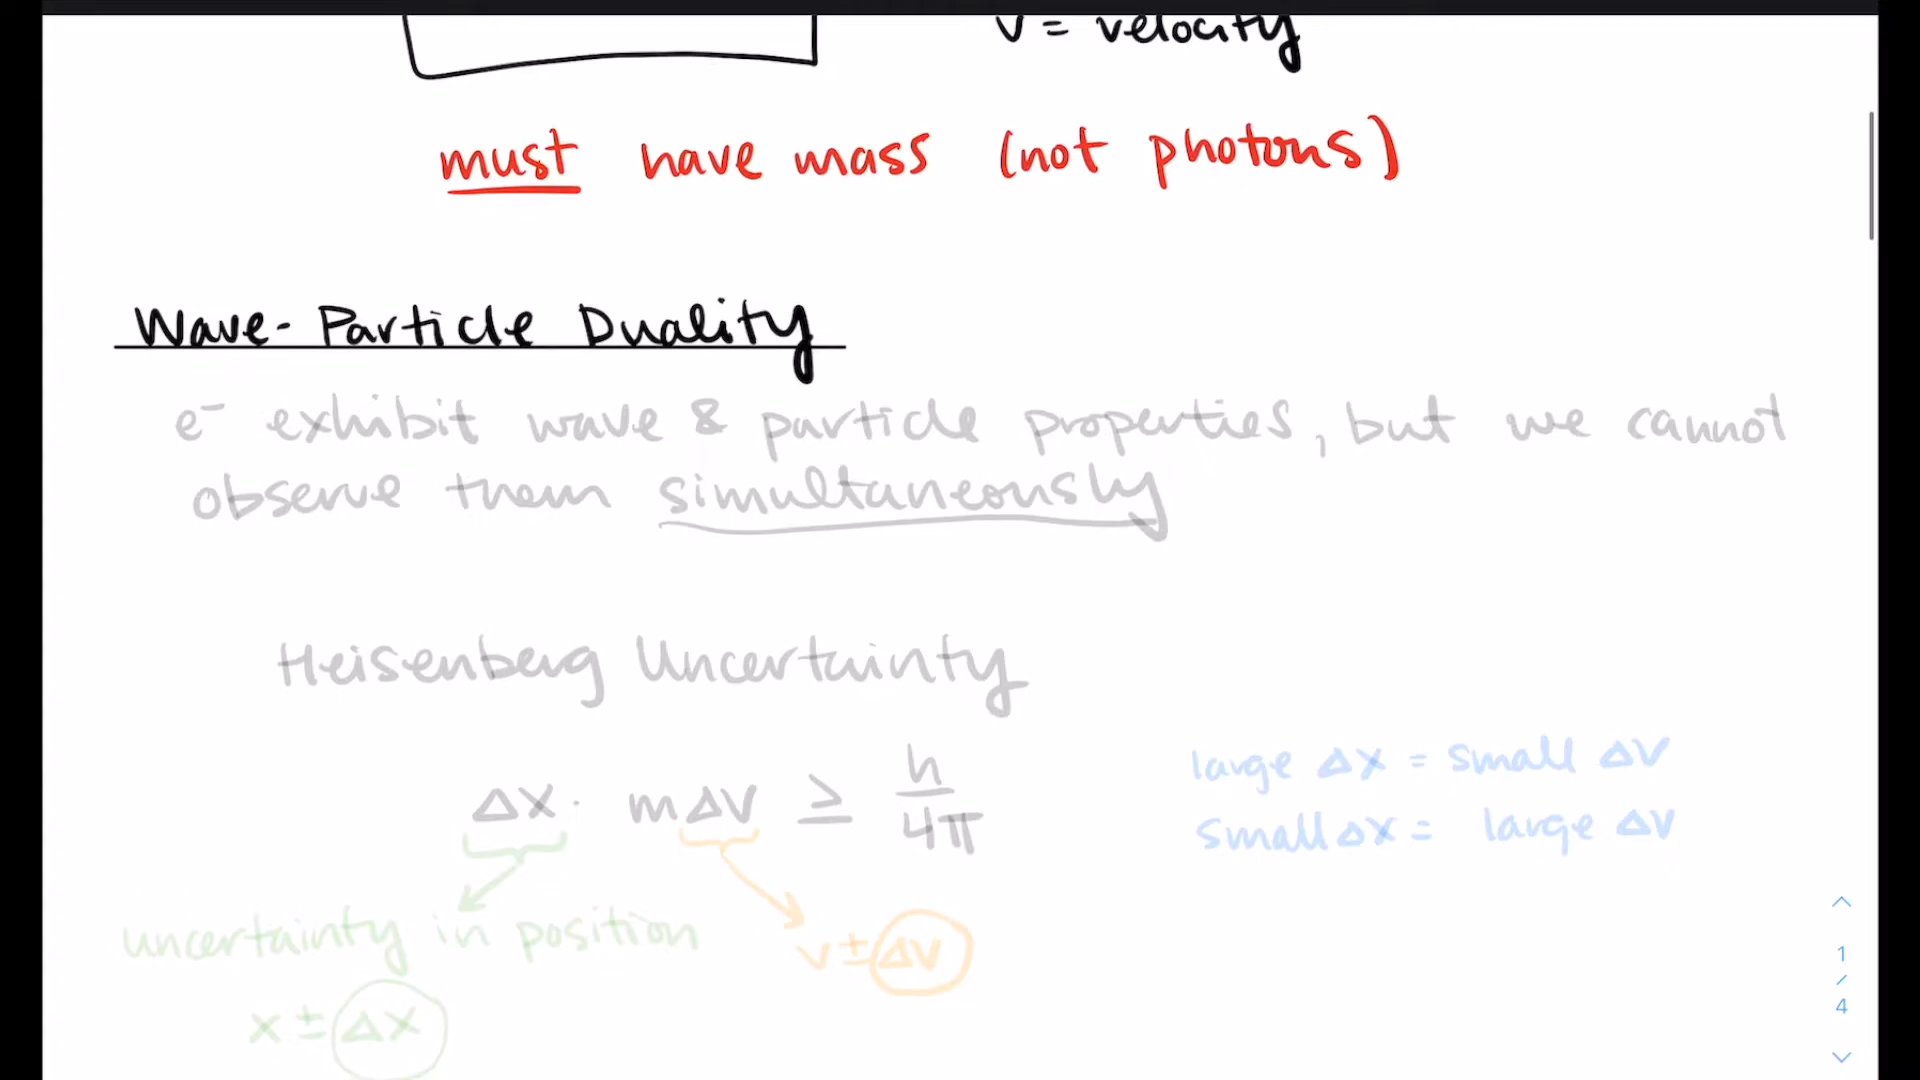 v = velocity
must have mass (not photons)
Wave-Particle Duality
e⁻ exhibit wave & particle properties, but we cannot
observe them simultaneously
Heisenberg Uncertainty
Δx · mΔv ≥ h/4π
large Δx = small Δv
small Δx = large Δv
uncertainty in position
v ± Δv
x ± Δx
1
/
4